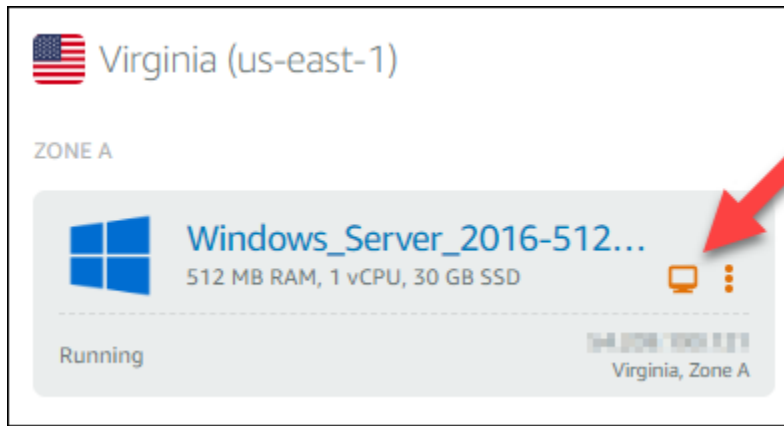 Virginia (us-east-1)
ZONE A
Windows_Server_2016-512...
512 MB RAM, 1 vCPU, 30 GB SSD
Running
Virginia, Zone A